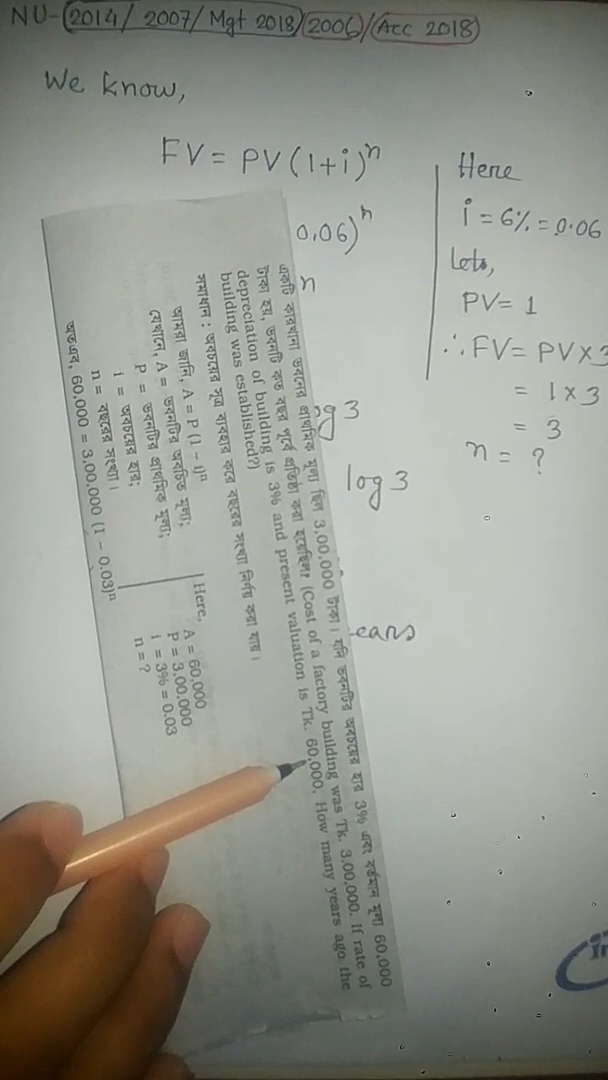 NU-(2014/ 2007/ Mgt 2018)(2006)/(Acc 2018)
We know,
FV = PV (1+i)ⁿ
0.06)ⁿ
n
log 3
ears
Here
i = 6% = 0.06
Lets,
PV = 1
∴ FV = PV × 3
= 1 × 3
= 3
n = ?
একটি কারখানা ভবনের প্রাথমিক মূল্য ছিল 3,00,000 টাকা। যদি ভবনটির অবচয়ের হার 3% এবং বর্তমান মূল্য 60,000
টাকা হয়, ভবনটি কত বছর পূর্বে প্রতিষ্ঠা করা হয়েছিল? (Cost of a factory building was Tk. 3,00,000. If rate of
depreciation of building is 3% and present valuation is Tk. 60,000. How many years ago the
building was established?)
সমাধান : অবচয়ের সূত্র ব্যবহার করে বছরের সংখ্যা নির্ণয় করা যায়।
আমরা জানি, A = P (1 – i)ⁿ
যেখানে, A = ভবনটির অবচিত মূল্য;
P = ভবনটির প্রাথমিক মূল্য;
i = অবচয়ের হার;
n = বছরের সংখ্যা।
Here,
A = 60,000
P = 3,00,000
i = 3% = 0.03
n = ?
অতএব, 60,000 = 3,00,000 (1 – 0.03)ⁿ